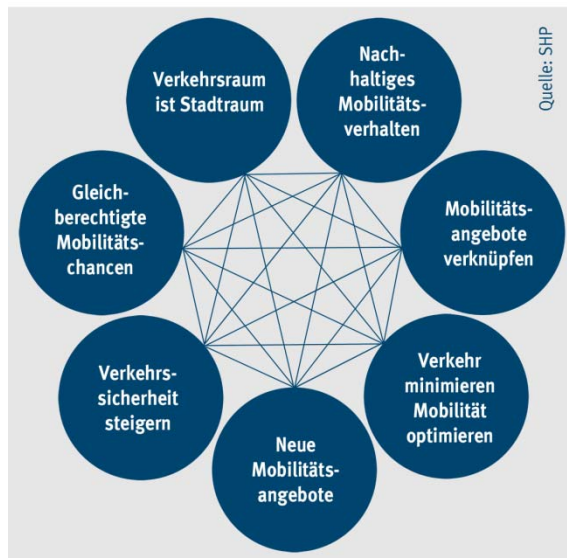 Verkehrsraum
ist Stadtraum
Nach-
haltiges
Mobilitäts-
verhalten
Quelle: SHP
Gleich-
berechtigte
Mobilitäts-
chancen
Mobilitäts-
angebote
verknüpfen
Verkehrs-
sicherheit
steigern
Verkehr
minimieren
Mobilität
optimieren
Neue
Mobilitäts-
angebote